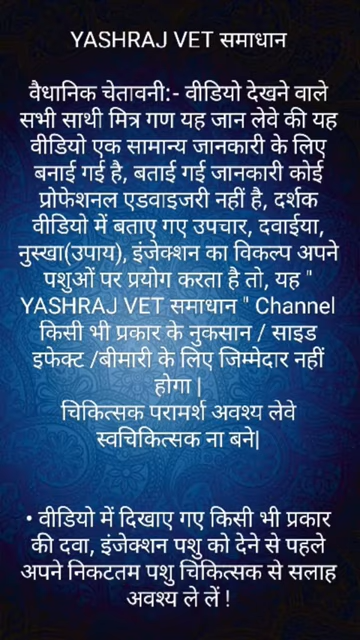 YASHRAJ VET समाधान
वैधानिक चेतावनी:- वीडियो देखने वाले
सभी साथी मित्र गण यह जान लेवे की यह
वीडियो एक सामान्य जानकारी के लिए
बनाई गई है, बताई गई जानकारी कोई
प्रोफेशनल एडवाइजरी नहीं है, दर्शक
वीडियो में बताए गए उपचार, दवाईया,
नुस्खा(उपाय), इंजेक्शन का विकल्प अपने
पशुओं पर प्रयोग करता है तो, यह "
YASHRAJ VET समाधान " Channel
किसी भी प्रकार के नुकसान / साइड
इफेक्ट /बीमारी के लिए जिम्मेदार नहीं
होगा |
चिकित्सक परामर्श अवश्य लेवे
स्वचिकित्सक ना बने|
• वीडियो में दिखाए गए किसी भी प्रकार
की दवा, इंजेक्शन पशु को देने से पहले
अपने निकटतम पशु चिकित्सक से सलाह
अवश्य ले लें !